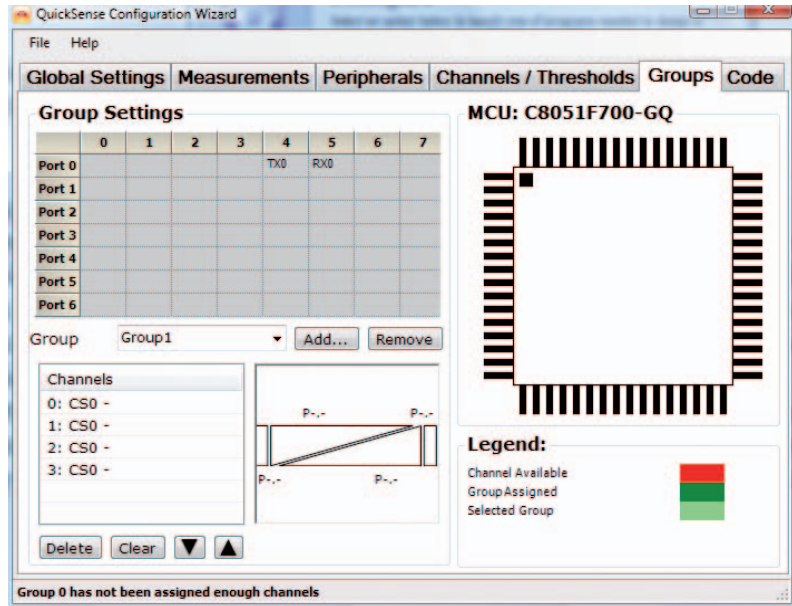 QuickSense Configuration Wizard
File Help
Global Settings Measurements Peripherals Channels / Thresholds Groups Code
Group Settings
0 1 2 3 4 5 6 7
Port 0 TX0 RX0
Port 1
Port 2
Port 3
Port 4
Port 5
Port 6
Group Group1 Add... Remove
Channels
0: CS0 -
1: CS0 -
2: CS0 -
3: CS0 -
P-.- P-.-
P-.- P-.-
Delete Clear
MCU: C8051F700-GQ
Legend:
Channel Available
Group Assigned
Selected Group
Group 0 has not been assigned enough channels